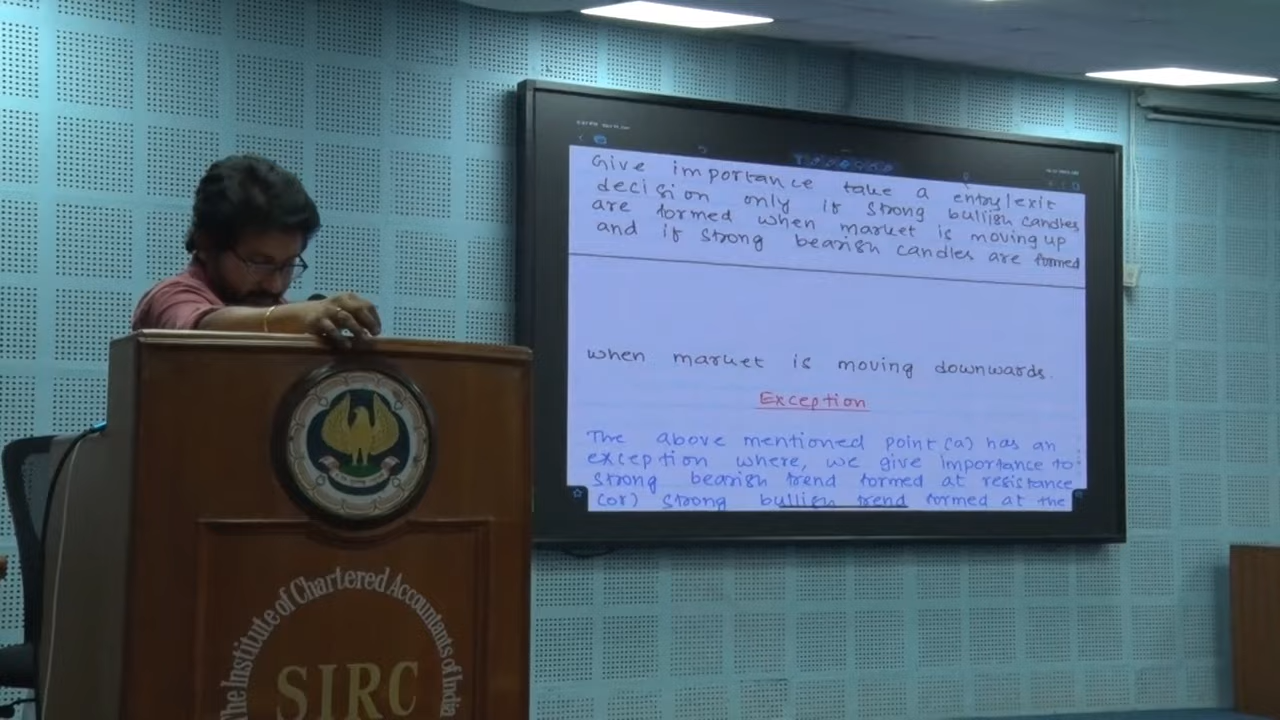 Give importance take a entry/exit
decision only if strong bullish candles
are formed when market is moving up
and if strong bearish candles are formed
when market is moving downwards.
Exception
The above mentioned point (a) has an
exception where, we give importance to
strong bearish trend formed at resistance
(or) strong bullish trend formed at the
The Institute of Chartered Accountants of India
SIRC